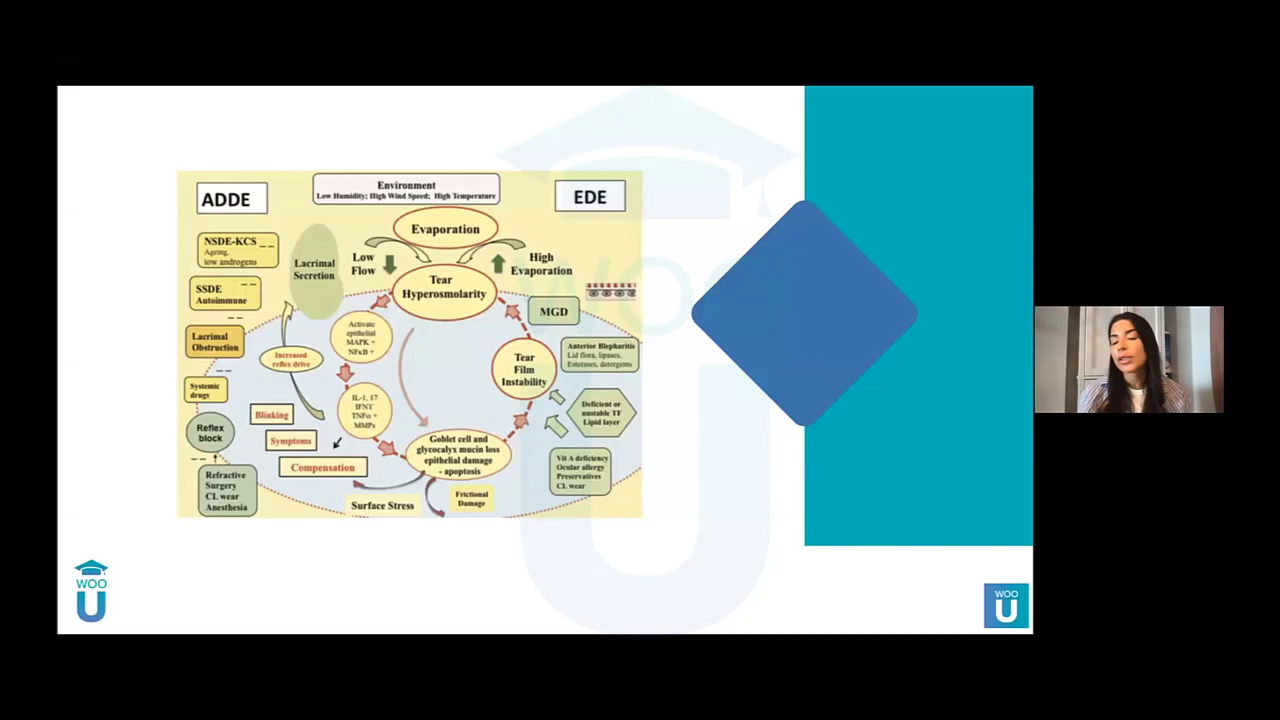 ADDE
Environment
Low Humidity; High Wind Speed; High Temperature
EDE
Evaporation
NSDE-KCS
Ageing,
low androgens
Lacrimal
Secretion
Low
Flow
High
Evaporation
Tear
Hyperosmolarity
SSDE
Autoimmune
MGD
Activate
epithelial
MAPK +
NFκB +
Lacrimal
Obstruction
Increased
reflex drive
Tear
Film
Instability
Anterior Blepharitis
Lid flora, lipases,
Esterases, detergents
Systemic
drugs
IL-1, 17
IFNΥ
TNFα +
MMPs
Blinking
Deficient or
unstable TF
Lipid layer
Reflex
block
Symptoms
Goblet cell and
glycocalyx mucin loss
epithelial damage
- apoptosis
Compensation
Vit A deficiency
Ocular allergy
Preservatives
CL wear
Refractive
Surgery
CL wear
Anesthesia
Surface Stress
Frictional
Damage
WOO
U
WOO
U
WOO
U